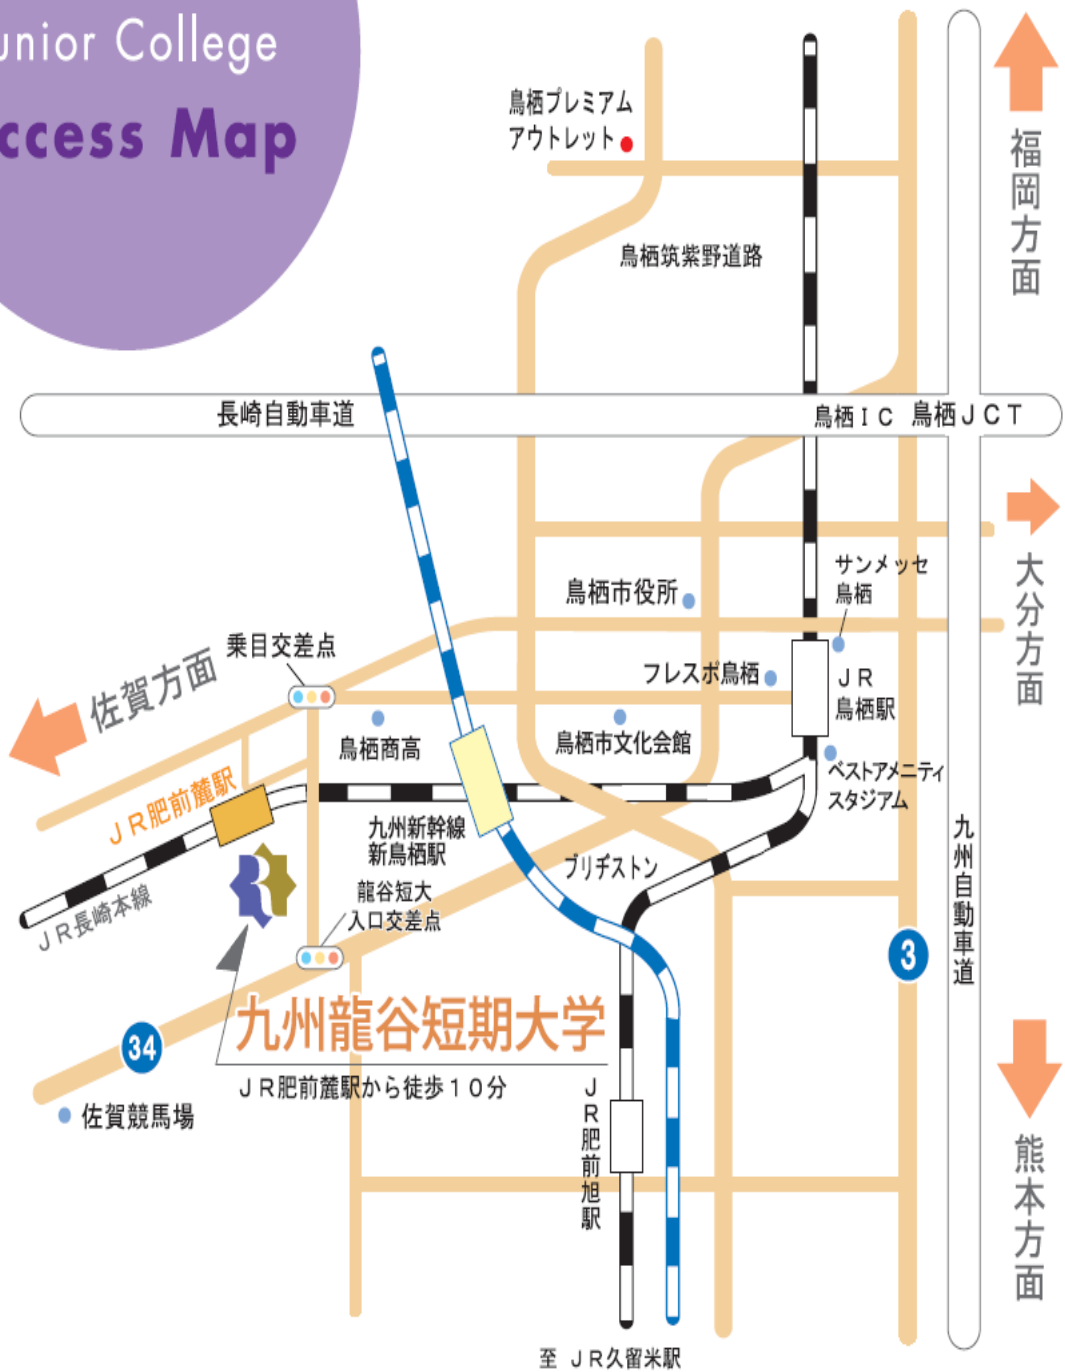 unior College
ccess Map
鳥栖プレミアム
アウトレット
福岡方面
鳥栖筑紫野道路
長崎自動車道
鳥栖ＩＣ
鳥栖ＪＣＴ
大分方面
サンメッセ
鳥栖
鳥栖市役所
乗目交差点
佐賀方面
フレスポ鳥栖
ＪＲ
鳥栖駅
鳥栖商高
鳥栖市文化会館
ベストアメニティ
スタジアム
ＪＲ肥前麓駅
九州新幹線
新鳥栖駅
ブリヂストン
九州自動車道
龍谷短大
入口交差点
ＪＲ長崎本線
3
九州龍谷短期大学
34
ＪＲ肥前麓駅から徒歩１０分
佐賀競馬場
ＪＲ肥前旭駅
熊本方面
至 ＪＲ久留米駅